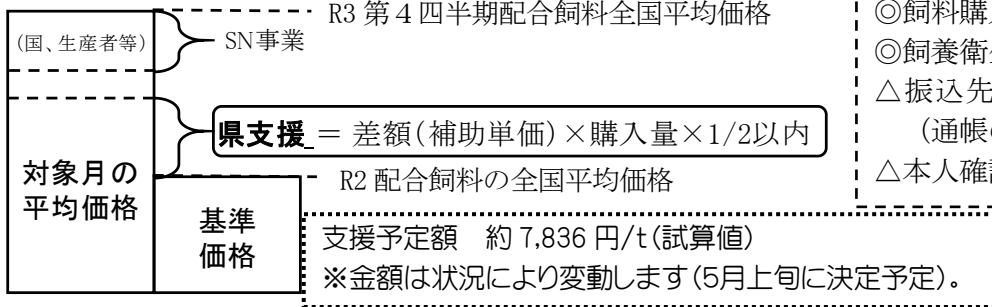 R3 第４四半期配合飼料全国平均価格
(国、生産者等)
SN事業
県支援 ＝ 差額(補助単価)×購入量×1/2以内
対象月の
平均価格
R2 配合飼料の全国平均価格
基準
価格
支援予定額　約 7,836 円/t(試算値)
※金額は状況により変動します(5月上旬に決定予定)。
◎飼料購
◎飼養衛
△振込先
(通帳
△本人確